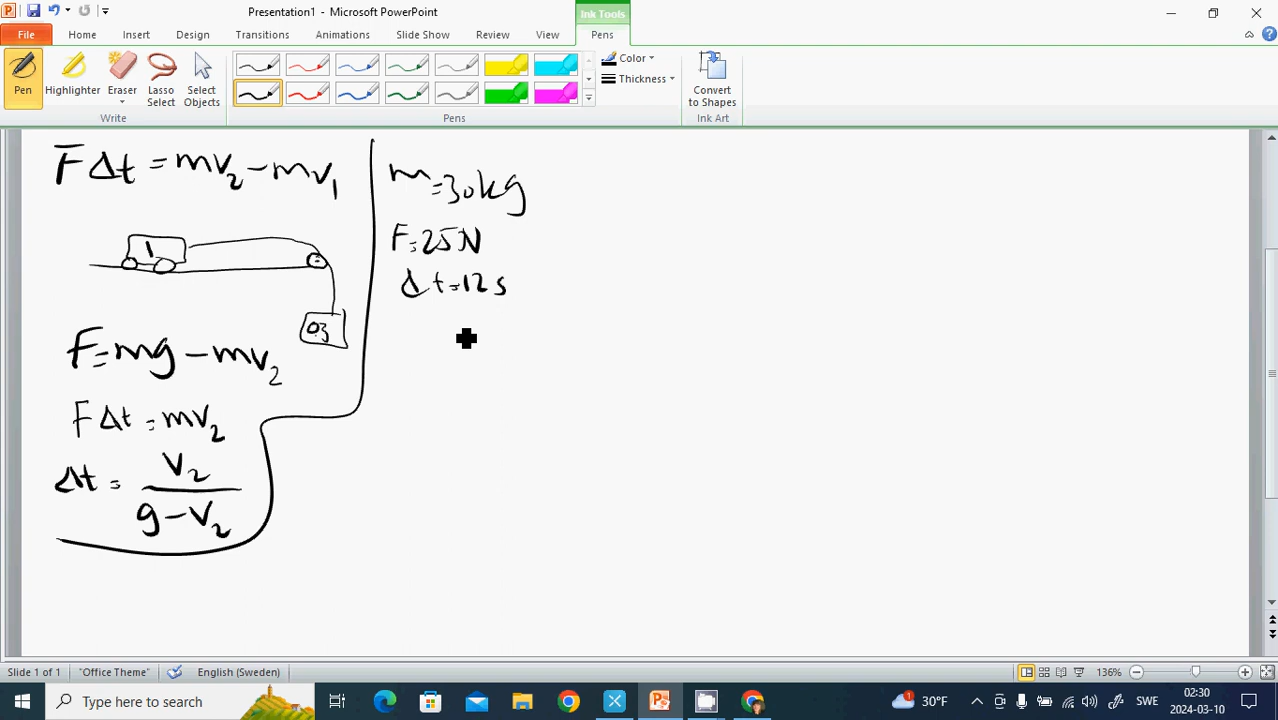 Presentation1 - Microsoft PowerPoint
Ink Tools
File Home Insert Design Transitions Animations Slide Show Review View Pens
Pen
Highlighter
Eraser
Lasso Select
Select Objects
Color
Thickness
Convert to Shapes
Write
Pens
Ink Art
FΔt = mv₂ - mv₁
1
0.3
F = mg - mv₂
FΔt = mv₂
Δt = v₂ / g - v₂
m = 30kg
F = 25N
Δt = 12 s
Slide 1 of 1
"Office Theme"
English (Sweden)
136%
Type here to search
1
30°F
SWE
02:30
2024-03-10